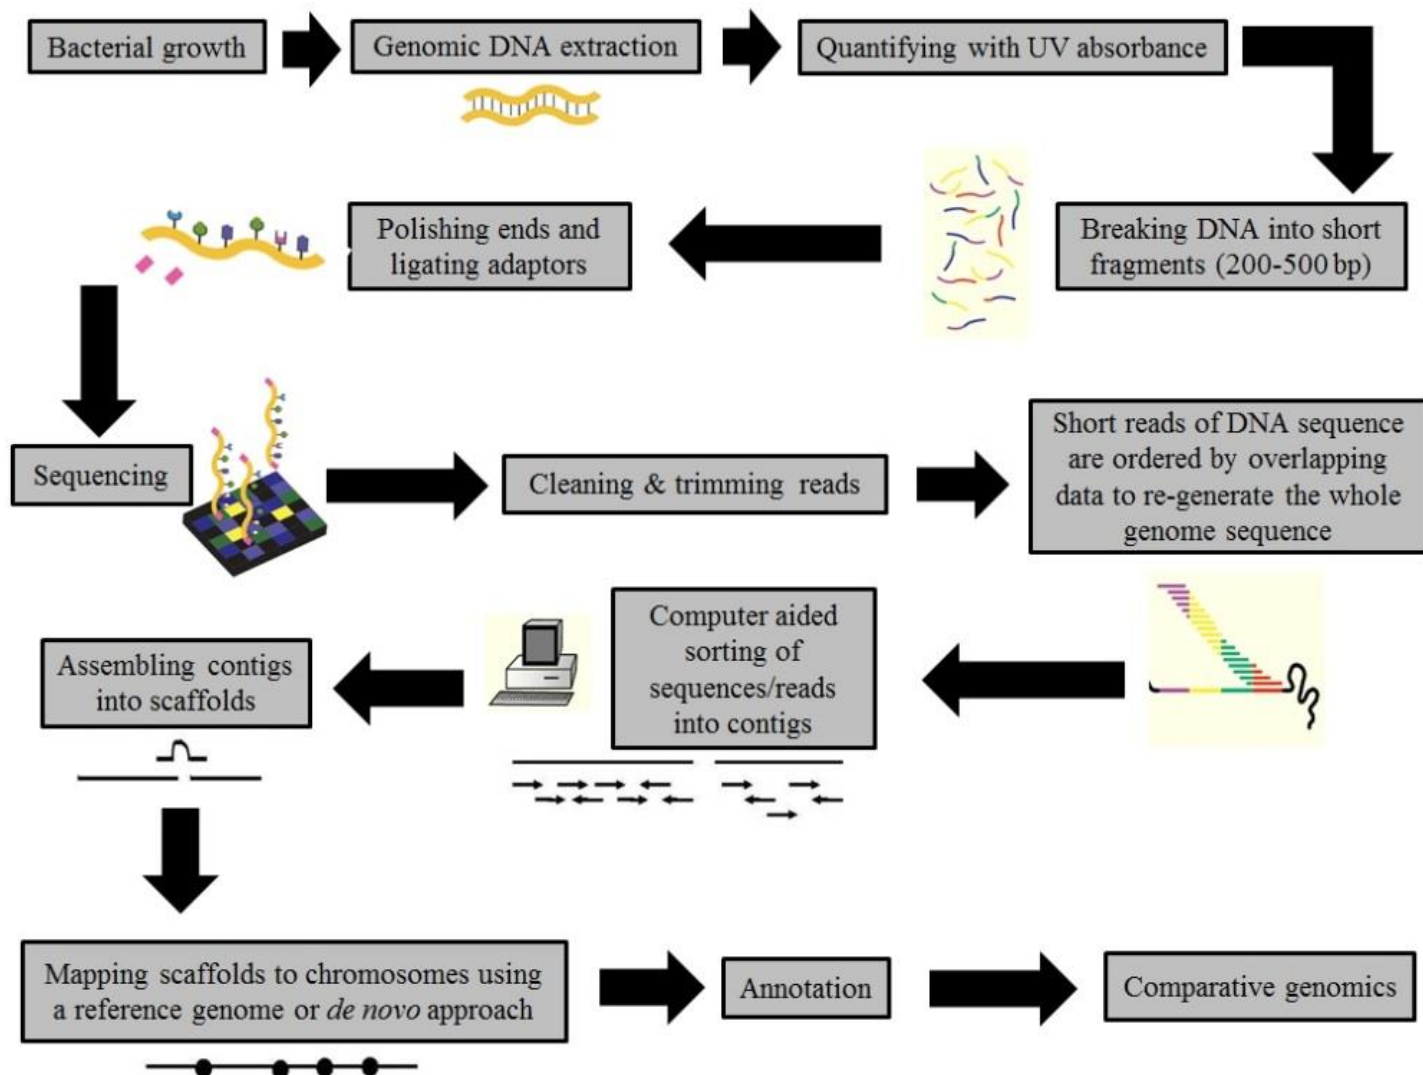 Bacterial growth
Genomic DNA extraction
Quantifying with UV absorbance
Breaking DNA into short
fragments (200-500 bp)
Polishing ends and
ligating adaptors
Sequencing
Cleaning & trimming reads
Short reads of DNA sequence
are ordered by overlapping
data to re-generate the whole
genome sequence
Computer aided
sorting of
sequences/reads
into contigs
Assembling contigs
into scaffolds
Mapping scaffolds to chromosomes using
a reference genome or de novo approach
Annotation
Comparative genomics